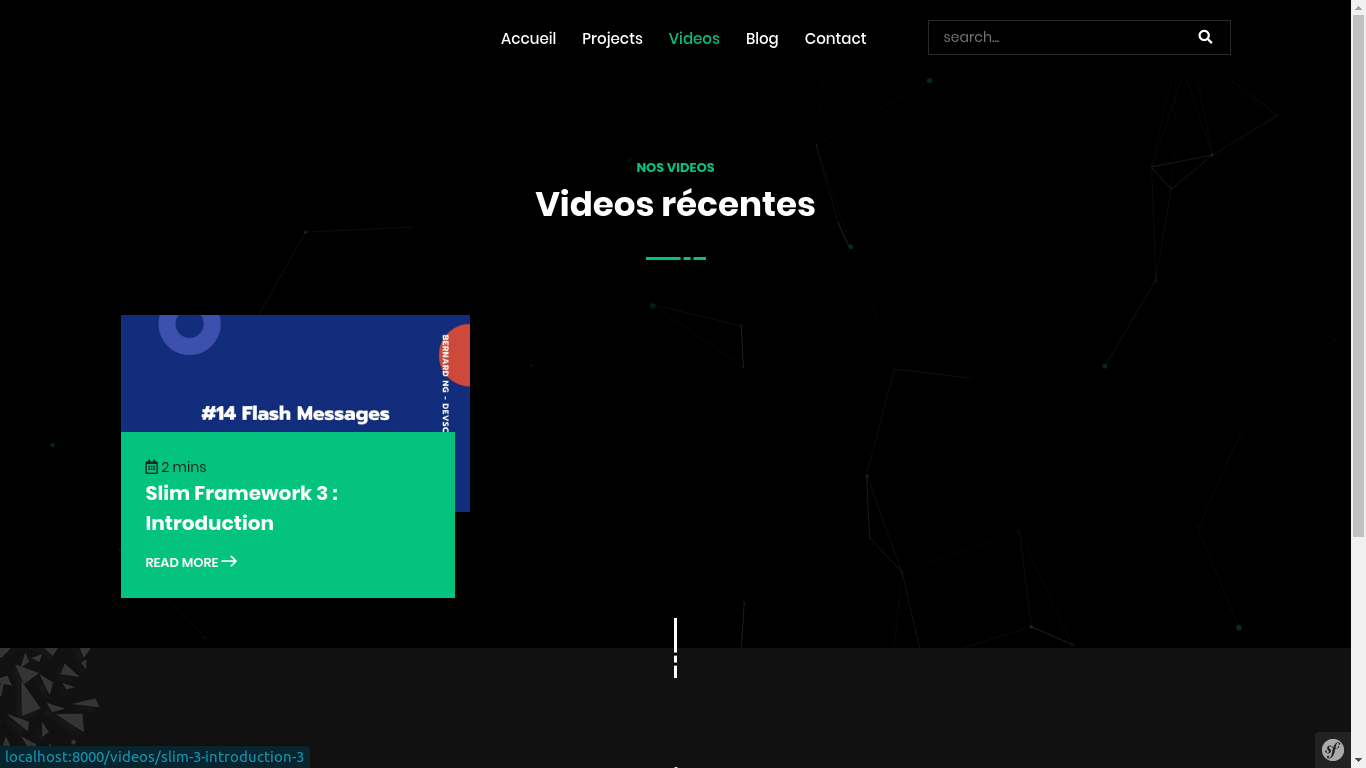 Accueil Projects Videos Blog Contact search...
NOS VIDEOS
Videos récentes
BERNARD NG - DEVSC
#14 Flash Messages
2 mins
Slim Framework 3 :
Introduction
READ MORE
localhost:8000/videos/slim-3-introduction-3
sf